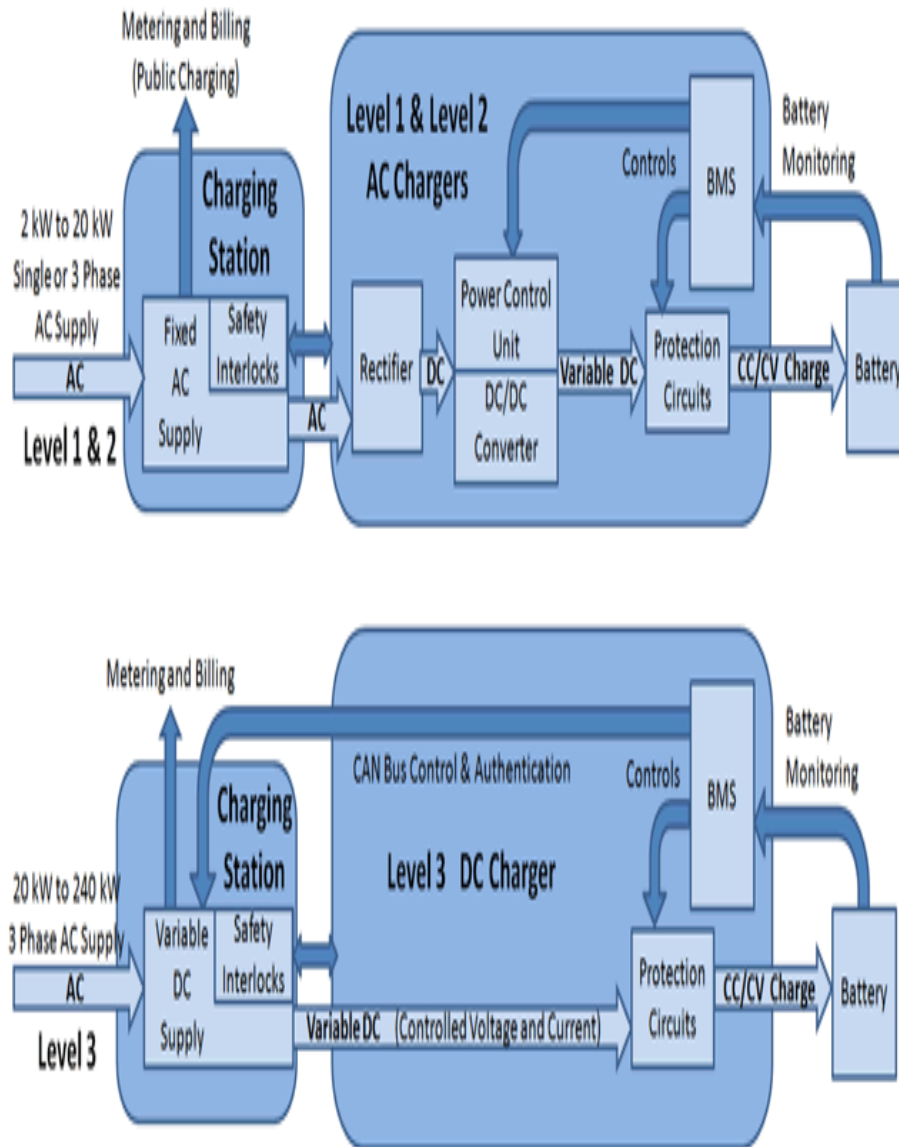 Metering and Billing
(Public Charging)
Level 1 & Level 2
AC Chargers
Battery
Monitoring
Controls
BMS
Charging
Station
2 kW to 20 kW
Single or 3 Phase
AC Supply
AC
Level 1 & 2
Fixed
AC
Supply
Safety
Interlocks
AC
Rectifier
DC
Power Control
Unit
DC/DC
Converter
Variable DC
Protection
Circuits
CC/CV Charge
Battery
Metering and Billing
CAN Bus Control & Authentication
Controls
BMS
Battery
Monitoring
Charging
Station
Level 3 DC Charger
20 kW to 240 kW
3 Phase AC Supply
AC
Level 3
Variable
DC
Supply
Safety
Interlocks
Variable DC (Controlled Voltage and Current)
Protection
Circuits
CC/CV Charge
Battery